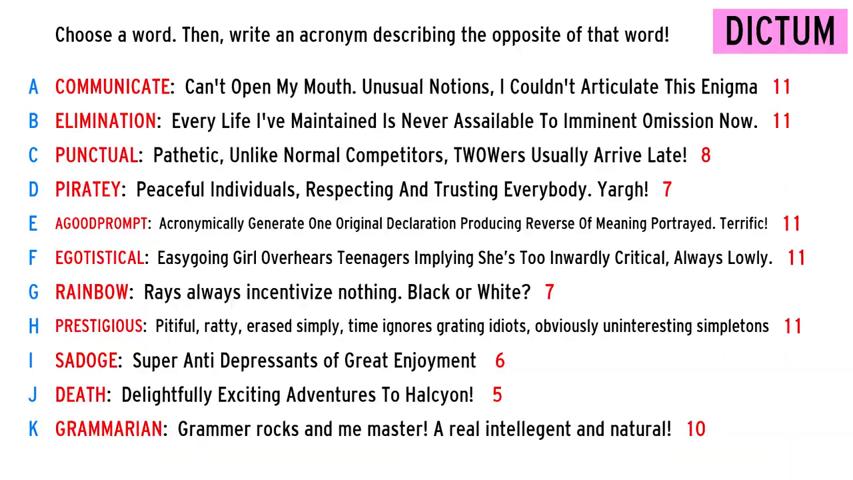 Choose a word. Then, write an acronym describing the opposite of that word!
DICTUM
A COMMUNICATE: Can't Open My Mouth. Unusual Notions, I Couldn't Articulate This Enigma 11
B ELIMINATION: Every Life I've Maintained Is Never Assailable To Imminent Omission Now. 11
C PUNCTUAL: Pathetic, Unlike Normal Competitors, TWOWers Usually Arrive Late! 8
D PIRATEY: Peaceful Individuals, Respecting And Trusting Everybody. Yargh! 7
E AGOODPROMPT: Acronymically Generate One Original Declaration Producing Reverse Of Meaning Portrayed. Terrific! 11
F EGOTISTICAL: Easygoing Girl Overhears Teenagers Implying She's Too Inwardly Critical, Always Lowly. 11
G RAINBOW: Rays always incentivize nothing. Black or White? 7
H PRESTIGIOUS: Pitiful, ratty, erased simply, time ignores grating idiots, obviously uninteresting simpletons 11
I SADOGE: Super Anti Depressants of Great Enjoyment 6
J DEATH: Delightfully Exciting Adventures To Halcyon! 5
K GRAMMARIAN: Grammer rocks and me master! A real intellegent and natural! 10